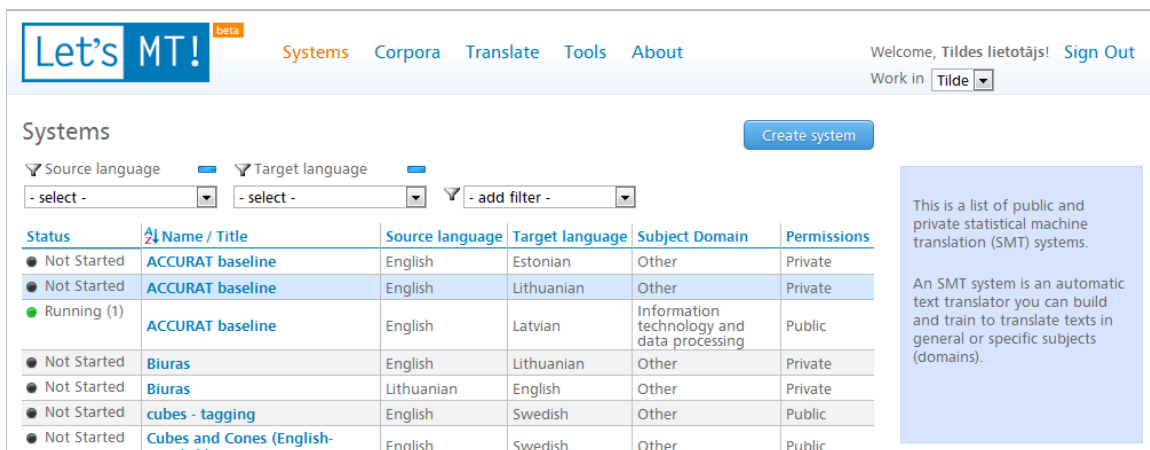 Let's MT! beta
Systems Corpora Translate Tools About
Welcome, Tildes lietotājs! Sign Out
Work in Tilde
Systems
Create system
Source language Target language
- select - - select - - add filter -
Status Name / Title Source language Target language Subject Domain Permissions
Not Started ACCURAT baseline English Estonian Other Private
Not Started ACCURAT baseline English Lithuanian Other Private
Running (1) ACCURAT baseline English Latvian Information technology and data processing Public
Not Started Biuras English Lithuanian Other Private
Not Started Biuras Lithuanian English Other Private
Not Started cubes - tagging English Swedish Other Public
Not Started Cubes and Cones (English- English Swedish Other Public
This is a list of public and
private statistical machine
translation (SMT) systems.
An SMT system is an automatic
text translator you can build
and train to translate texts in
general or specific subjects
(domains).